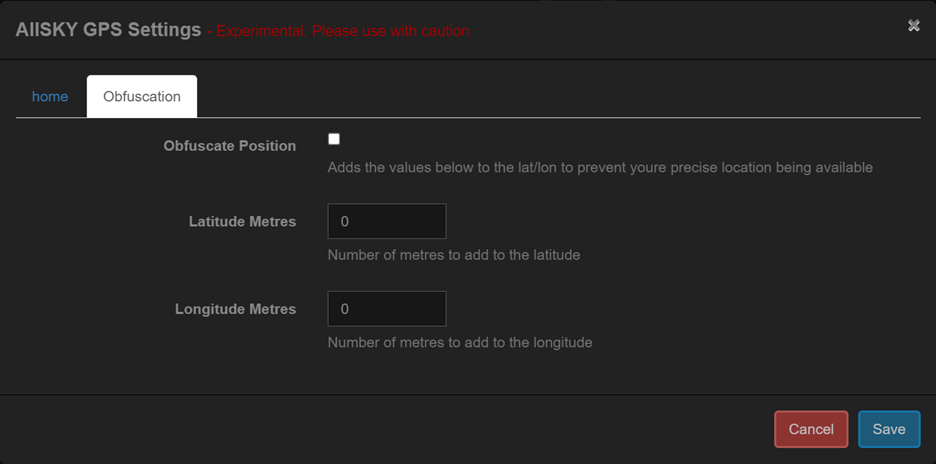 AllSKY GPS Settings - Experimental. Please use with caution
home
Obfuscation
Obfuscate Position
Adds the values below to the lat/lon to prevent youre precise location being available
Latitude Metres
0
Number of metres to add to the latitude
Longitude Metres
0
Number of metres to add to the longitude
Cancel
Save